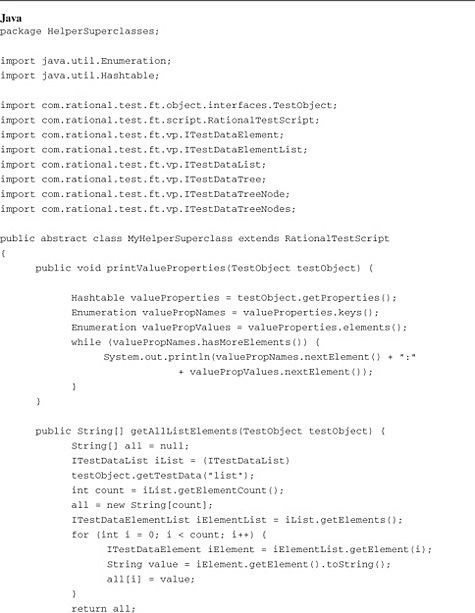 Java
package HelperSuperclasses;
import java.util.Enumeration;
import java.util.Hashtable;
import com.rational.test.ft.object.interfaces.TestObject;
import com.rational.test.ft.script.RationalTestScript;
import com.rational.test.ft.vp.ITestDataElement;
import com.rational.test.ft.vp.ITestDataElementList;
import com.rational.test.ft.vp.ITestDataList;
import com.rational.test.ft.vp.ITestDataTree;
import com.rational.test.ft.vp.ITestDataTreeNode;
import com.rational.test.ft.vp.ITestDataTreeNodes;
public abstract class MyHelperSuperclass extends RationalTestScript
{
public void printValueProperties(TestObject testObject) {
Hashtable valueProperties = testObject.getProperties();
Enumeration valuePropNames = valueProperties.keys();
Enumeration valuePropValues = valueProperties.elements();
while (valuePropNames.hasMoreElements()) {
System.out.println(valuePropNames.nextElement() + ":"
+ valuePropValues.nextElement());
}
}
public String[] getAllListElements(TestObject testObject) {
String[] all = null;
ITestDataList iList = (ITestDataList)
testObject.getTestData("list");
int count = iList.getElementCount();
all = new String[count];
ITestDataElementList iElementList = iList.getElements();
for (int i = 0; i < count; i++) {
ITestDataElement iElement = iElementList.getElement(i);
String value = iElement.getElement().toString();
all[i] = value;
}
return all;